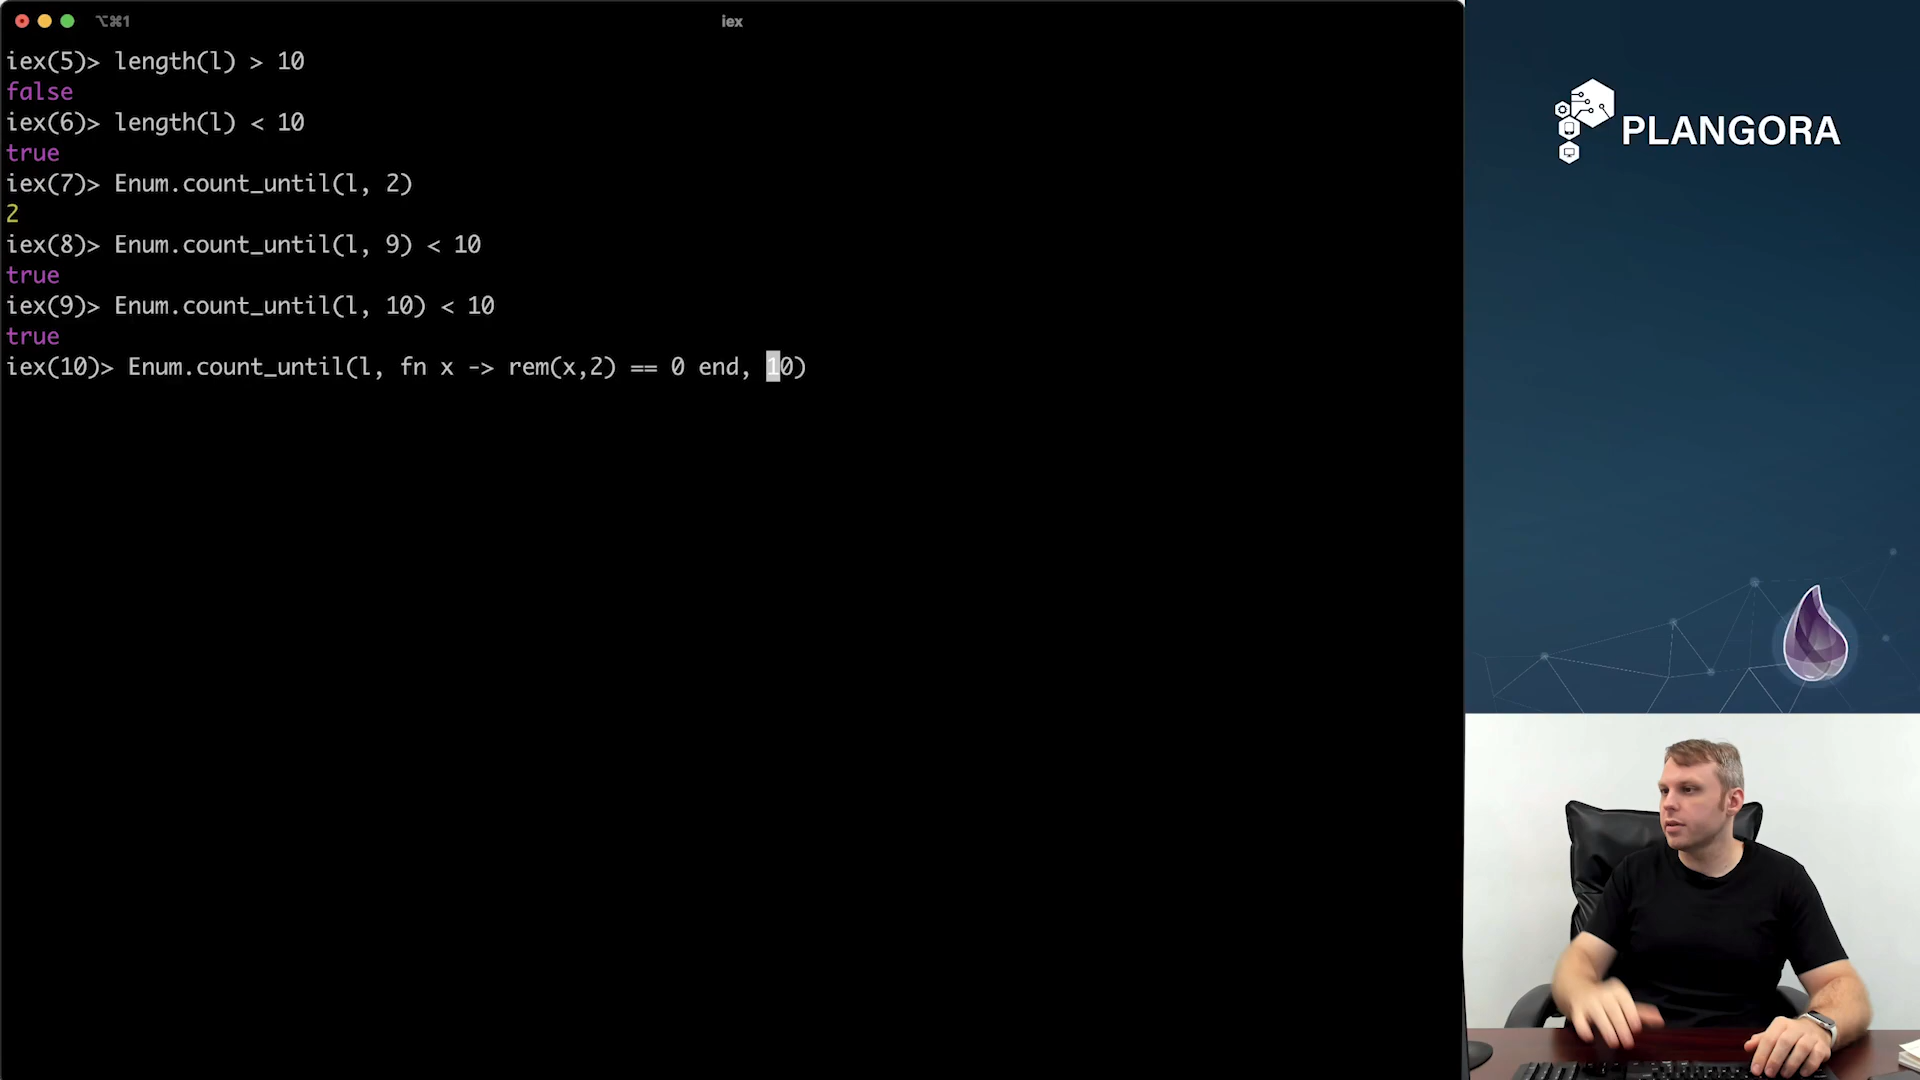 ⌥⌘1
iex
iex(5)> length(l) > 10
false
iex(6)> length(l) < 10
true
iex(7)> Enum.count_until(l, 2)
2
iex(8)> Enum.count_until(l, 9) < 10
true
iex(9)> Enum.count_until(l, 10) < 10
true
iex(10)> Enum.count_until(l, fn x -> rem(x,2) == 0 end, 10)
PLANGORA